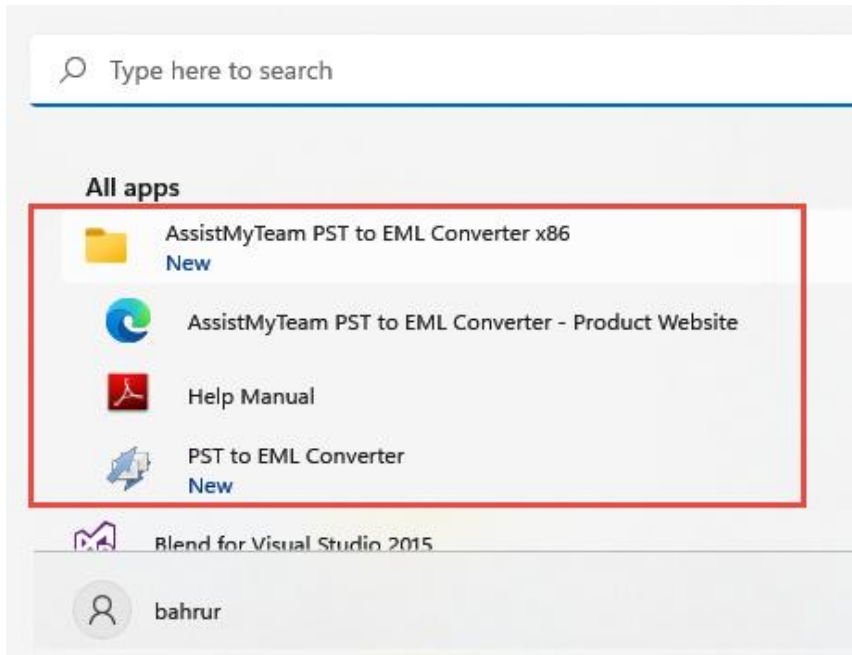 Type here to search
All apps
AssistMyTeam PST to EML Converter x86
New
AssistMyTeam PST to EML Converter - Product Website
Help Manual
PST to EML Converter
New
Blend for Visual Studio 2015
bahrur